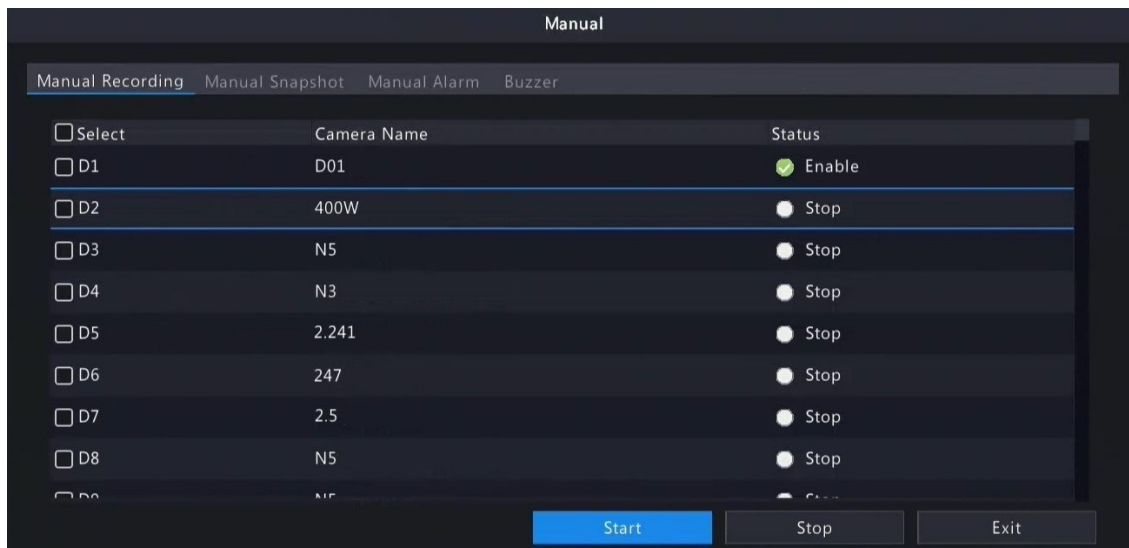 Manual
Manual Recording Manual Snapshot Manual Alarm Buzzer
Select Camera Name Status
D1 D01 Enable
D2 400W Stop
D3 N5 Stop
D4 N3 Stop
D5 2.241 Stop
D6 247 Stop
D7 2.5 Stop
D8 N5 Stop
Start Stop Exit